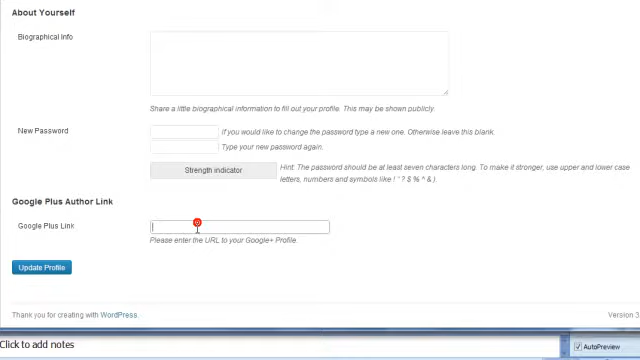 About Yourself
Biographical Info
Share a little biographical information to fill out your profile. This may be shown publicly.
New Password
If you would like to change the password type a new one. Otherwise leave this blank.
Type your new password again.
Strength indicator
Hint: The password should be at least seven characters long. To make it stronger, use upper and lower case
letters, numbers and symbols like ! " ? $ % ^ & ).
Google Plus Author Link
Google Plus Link
Please enter the URL to your Google+ Profile.
Update Profile
Thank you for creating with WordPress.
Version 3.
Click to add notes
AutoPreview